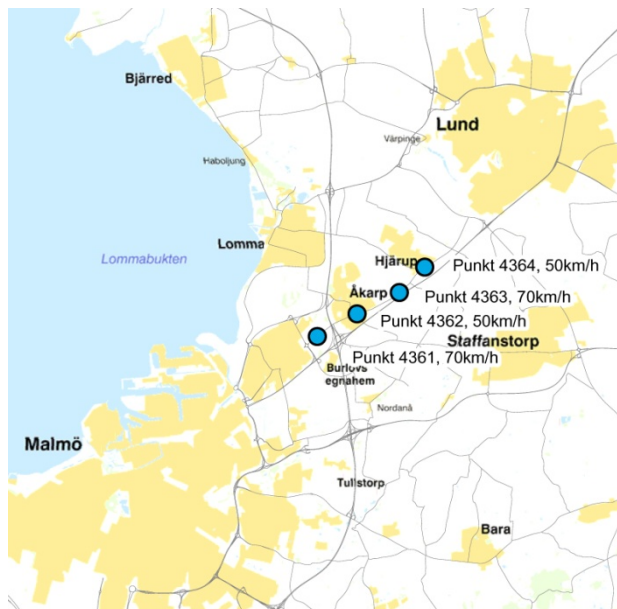 Bjärred
Lund
Värpinge
Haboljung
Lomma
Lommabukten
Hjärup
Punkt 4364, 50km/h
Åkarp
Punkt 4363, 70km/h
Punkt 4362, 50km/h
Staffanstorp
Punkt 4361, 70km/h
Burlövs
egnahem
Nordanå
Malmö
Tullstorp
Bara